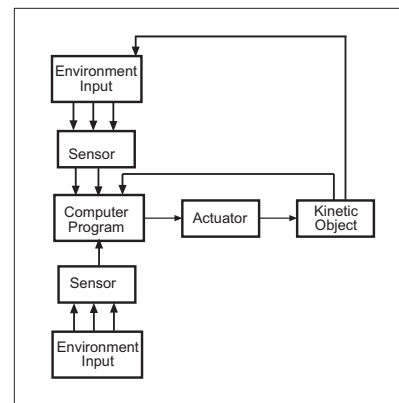 Environment
Input
Sensor
Computer
Program
Actuator
Kinetic
Object
Sensor
Environment
Input